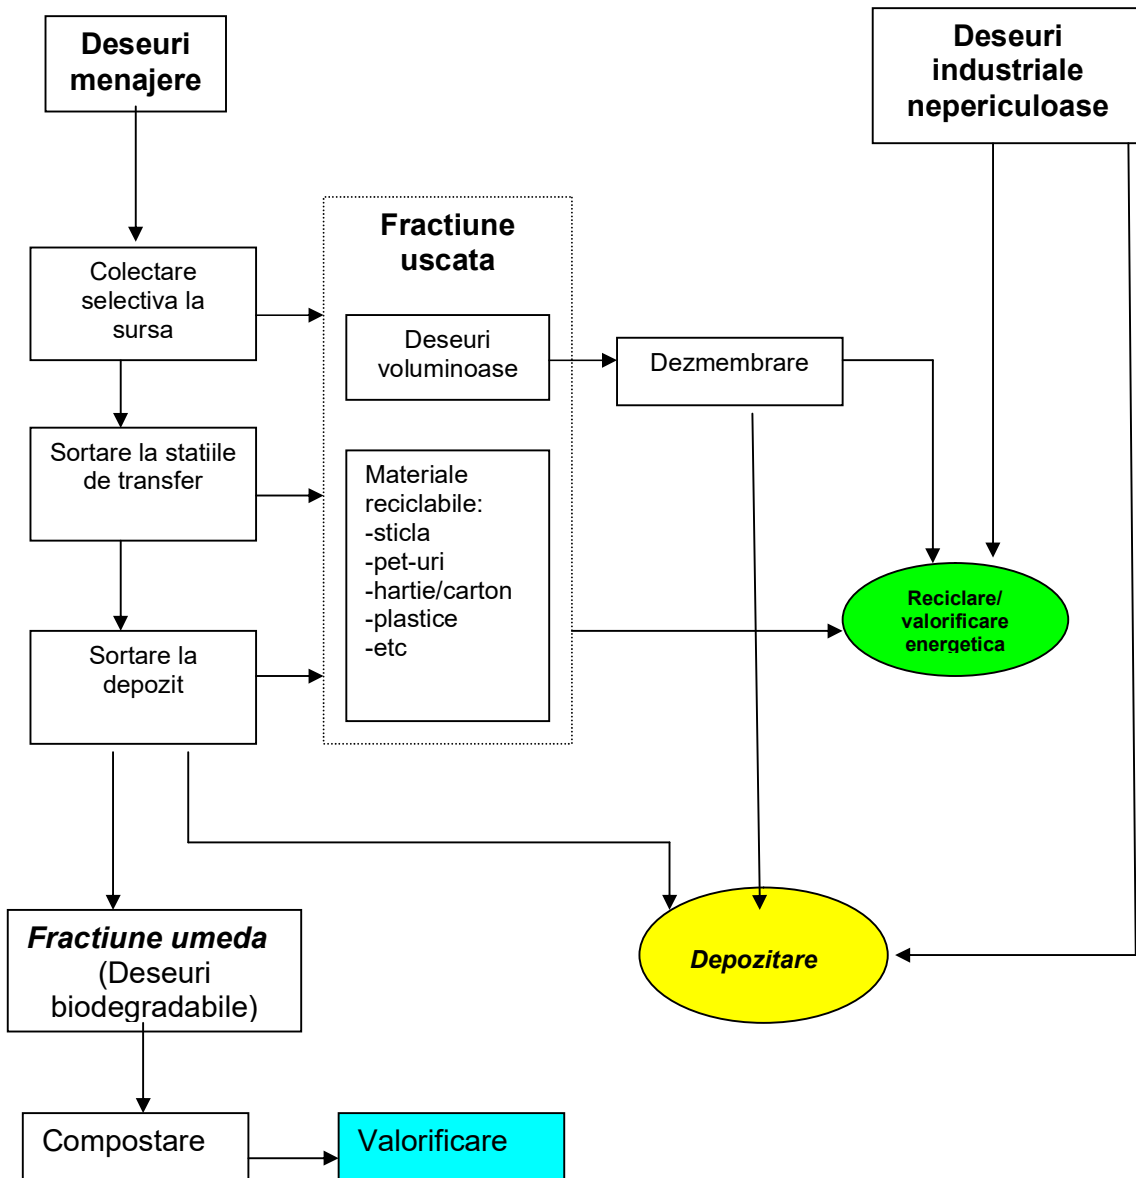 Deseuri
menajere
Deseuri
industriale
nepericuloase
Colectare
selectiva la
sursa
Fractiune
uscata
Deseuri
voluminoase
Dezmembrare
Sortare la statiile
de transfer
Materiale
reciclabile:
-sticla
-pet-uri
-hartie/carton
-plastice
-etc
Reciclare/
valorificare
energetica
Sortare la
depozit
Fractiune umeda
(Deseuri
biodegradabile)
Depozitare
Compostare
Valorificare